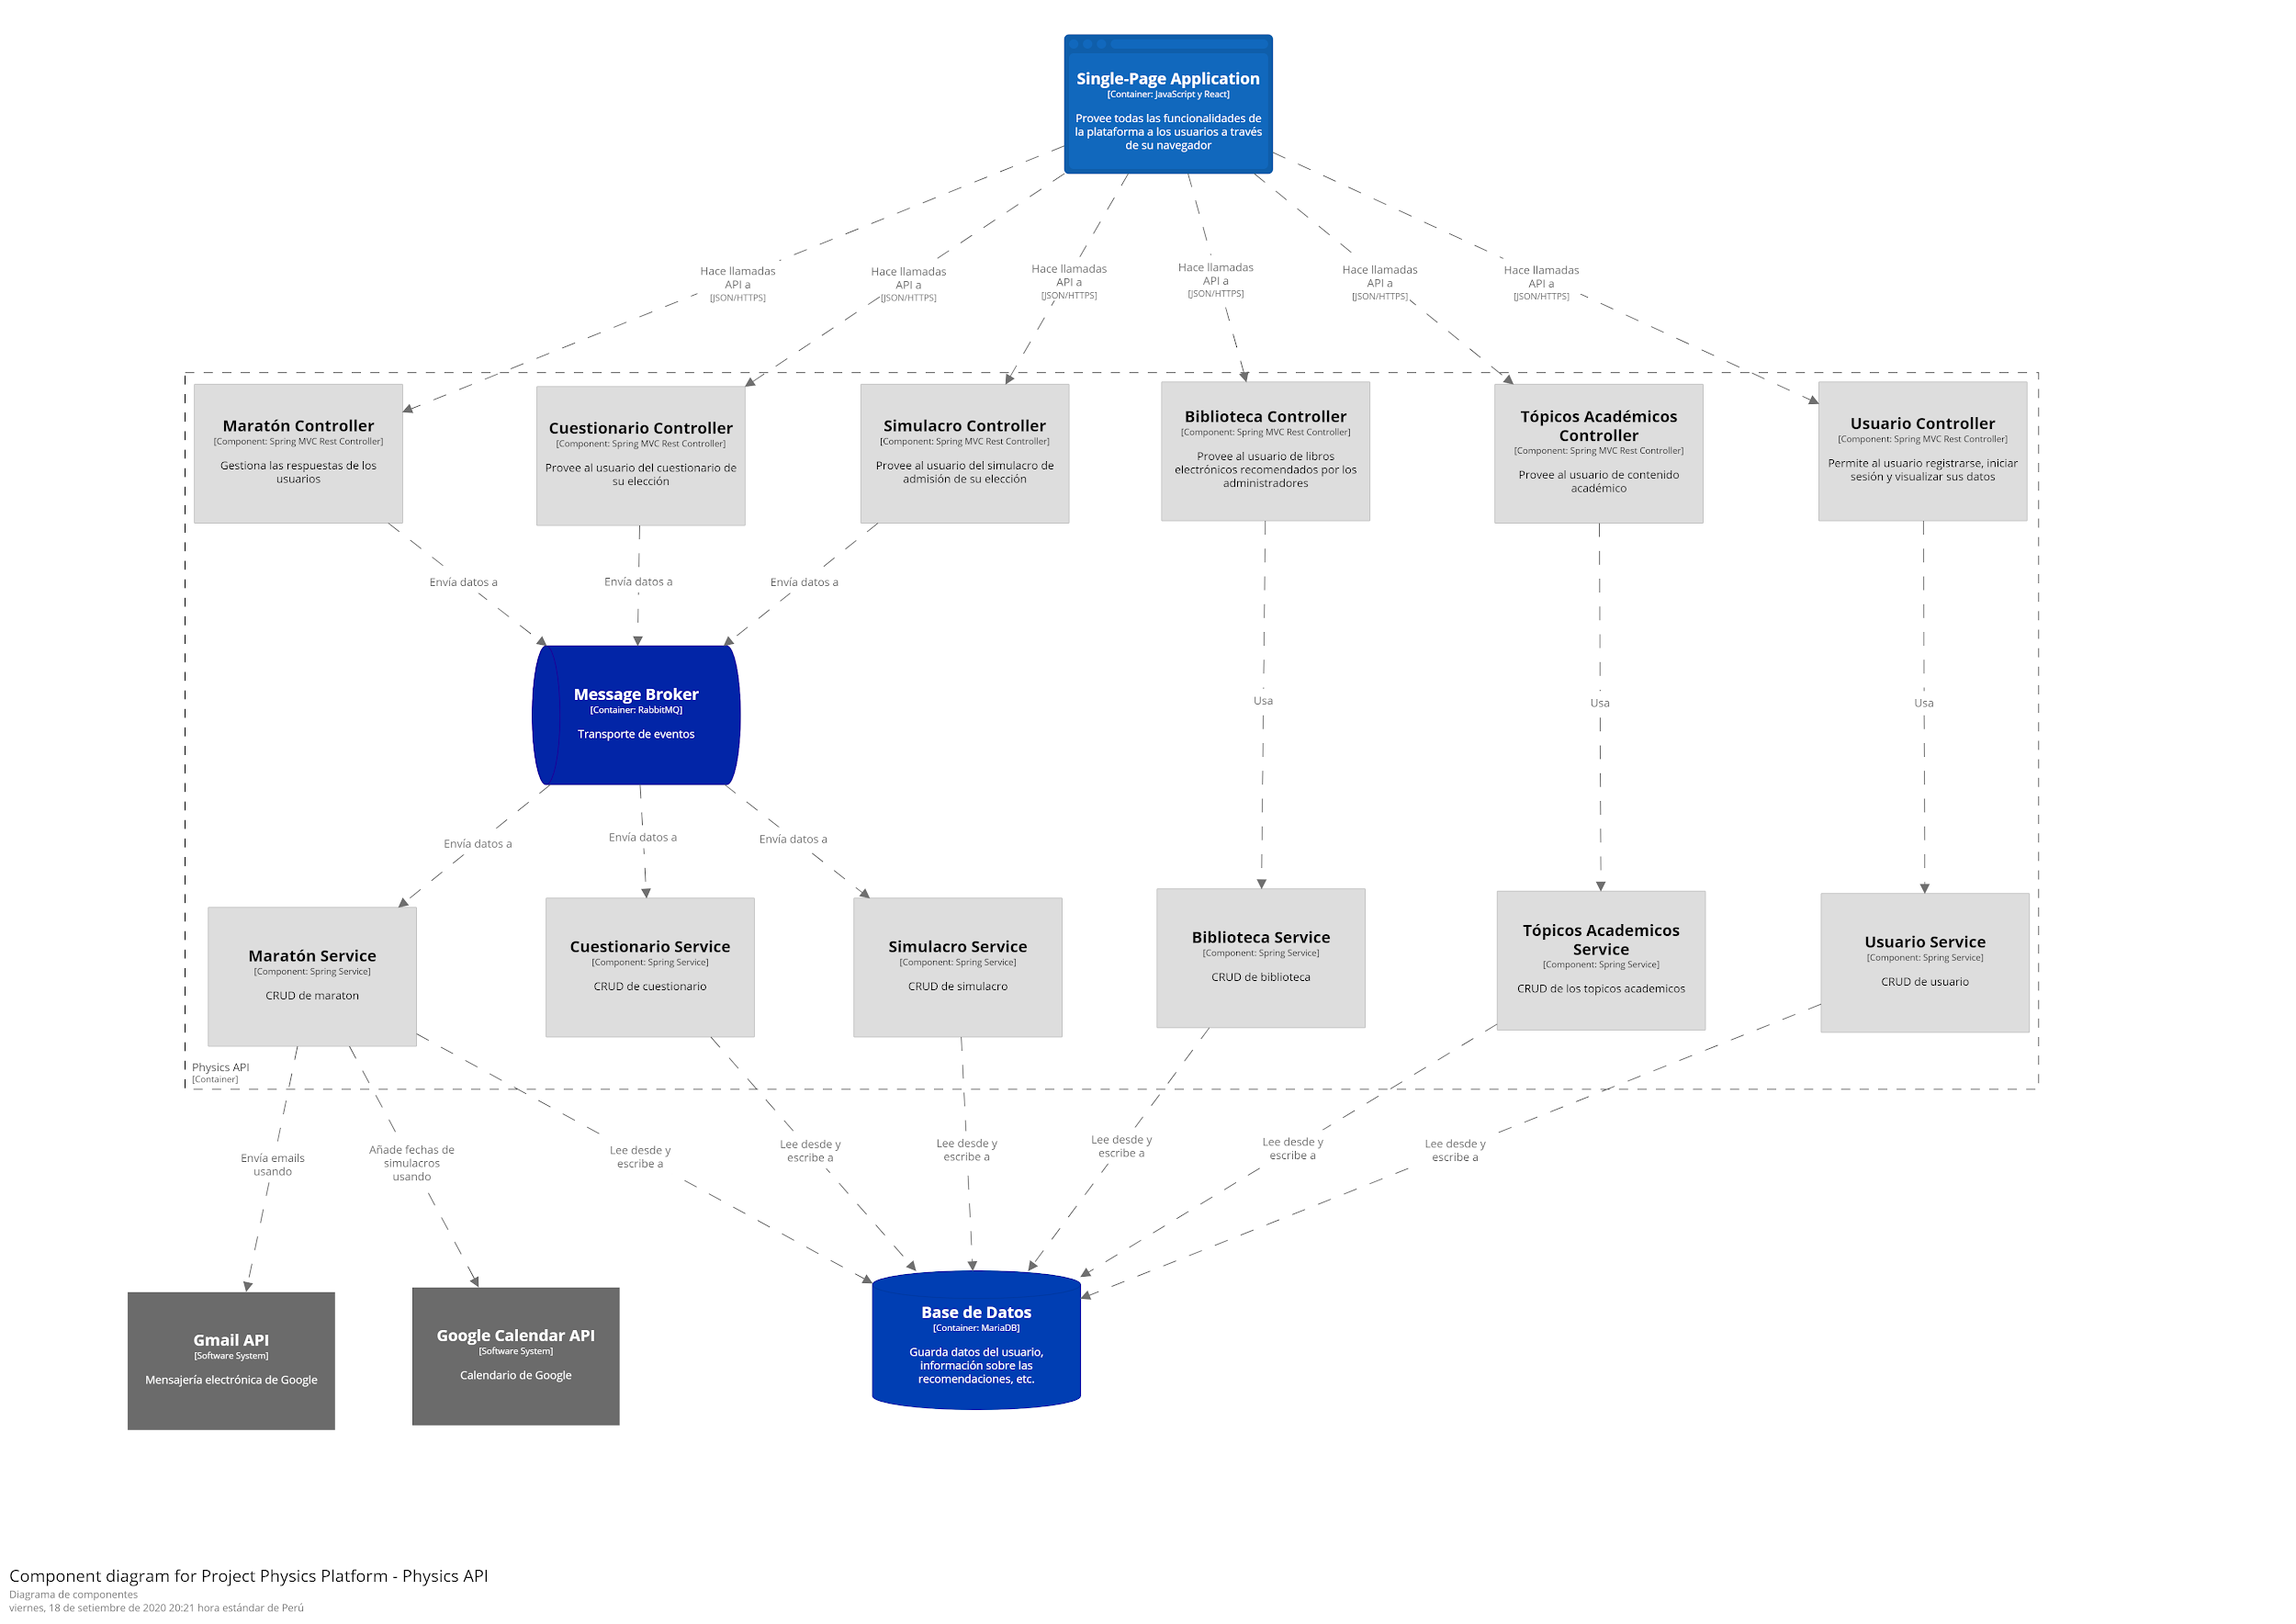 Single-Page Application
[Container: JavaScript y React]
Provee todas las funcionalidades de
la plataforma a los usuarios a través
de su navegador
Hace llamadas
API a
[JSON/HTTPS]
Hace llamadas
API a
[JSON/HTTPS]
Hace llamadas
API a
[JSON/HTTPS]
Hace llamadas
API a
[JSON/HTTPS]
Hace llamadas
API a
[JSON/HTTPS]
Hace llamadas
API a
[JSON/HTTPS]
Maratón Controller
[Component: Spring MVC Rest Controller]
Gestiona las respuestas de los
usuarios
Cuestionario Controller
[Component: Spring MVC Rest Controller]
Provee al usuario del cuestionario de
su elección
Simulacro Controller
[Component: Spring MVC Rest Controller]
Provee al usuario del simulacro de
admisión de su elección
Biblioteca Controller
[Component: Spring MVC Rest Controller]
Provee al usuario de libros
electrónicos recomendados por los
administradores
Tópicos Académicos
Controller
[Component: Spring MVC Rest Controller]
Provee al usuario de contenido
académico
Usuario Controller
[Component: Spring MVC Rest Controller]
Permite al usuario registrarse, iniciar
sesión y visualizar sus datos
Envía datos a
Envía datos a
Envía datos a
Message Broker
[Container: RabbitMQ]
Transporte de eventos
Usa
Usa
Usa
Envía datos a
Envía datos a
Envía datos a
Maratón Service
[Component: Spring Service]
CRUD de maraton
Cuestionario Service
[Component: Spring Service]
CRUD de cuestionario
Simulacro Service
[Component: Spring Service]
CRUD de simulacro
Biblioteca Service
[Component: Spring Service]
CRUD de biblioteca
Tópicos Academicos
Service
[Component: Spring Service]
CRUD de los topicos academicos
Usuario Service
[Component: Spring Service]
CRUD de usuario
Physics API
[Container]
Envía emails
usando
Añade fechas de
simulacros
usando
Lee desde y
escribe a
Lee desde y
escribe a
Lee desde y
escribe a
Lee desde y
escribe a
Lee desde y
escribe a
Lee desde y
escribe a
Gmail API
[Software System]
Mensajería electrónica de Google
Google Calendar API
[Software System]
Calendario de Google
Base de Datos
[Container: MariaDB]
Guarda datos del usuario,
información sobre las
recomendaciones, etc.
Component diagram for Project Physics Platform - Physics API
Diagrama de componentes
viernes, 18 de setiembre de 2020 20:21 hora estándar de Perú